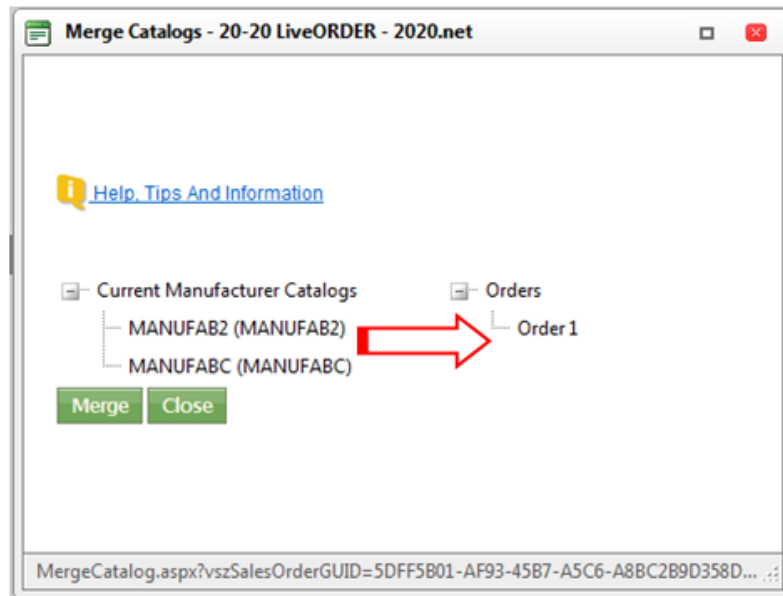 Merge Catalogs - 20-20 LiveORDER - 2020.net
Help, Tips And Information
Current Manufacturer Catalogs
MANUFAB2 (MANUFAB2)
MANUFABC (MANUFABC)
Orders
Order 1
Merge
Close
MergeCatalog.aspx?vszSalesOrderGUID=5DFF5B01-AF93-45B7-A5C6-A8BC2B9D358D...